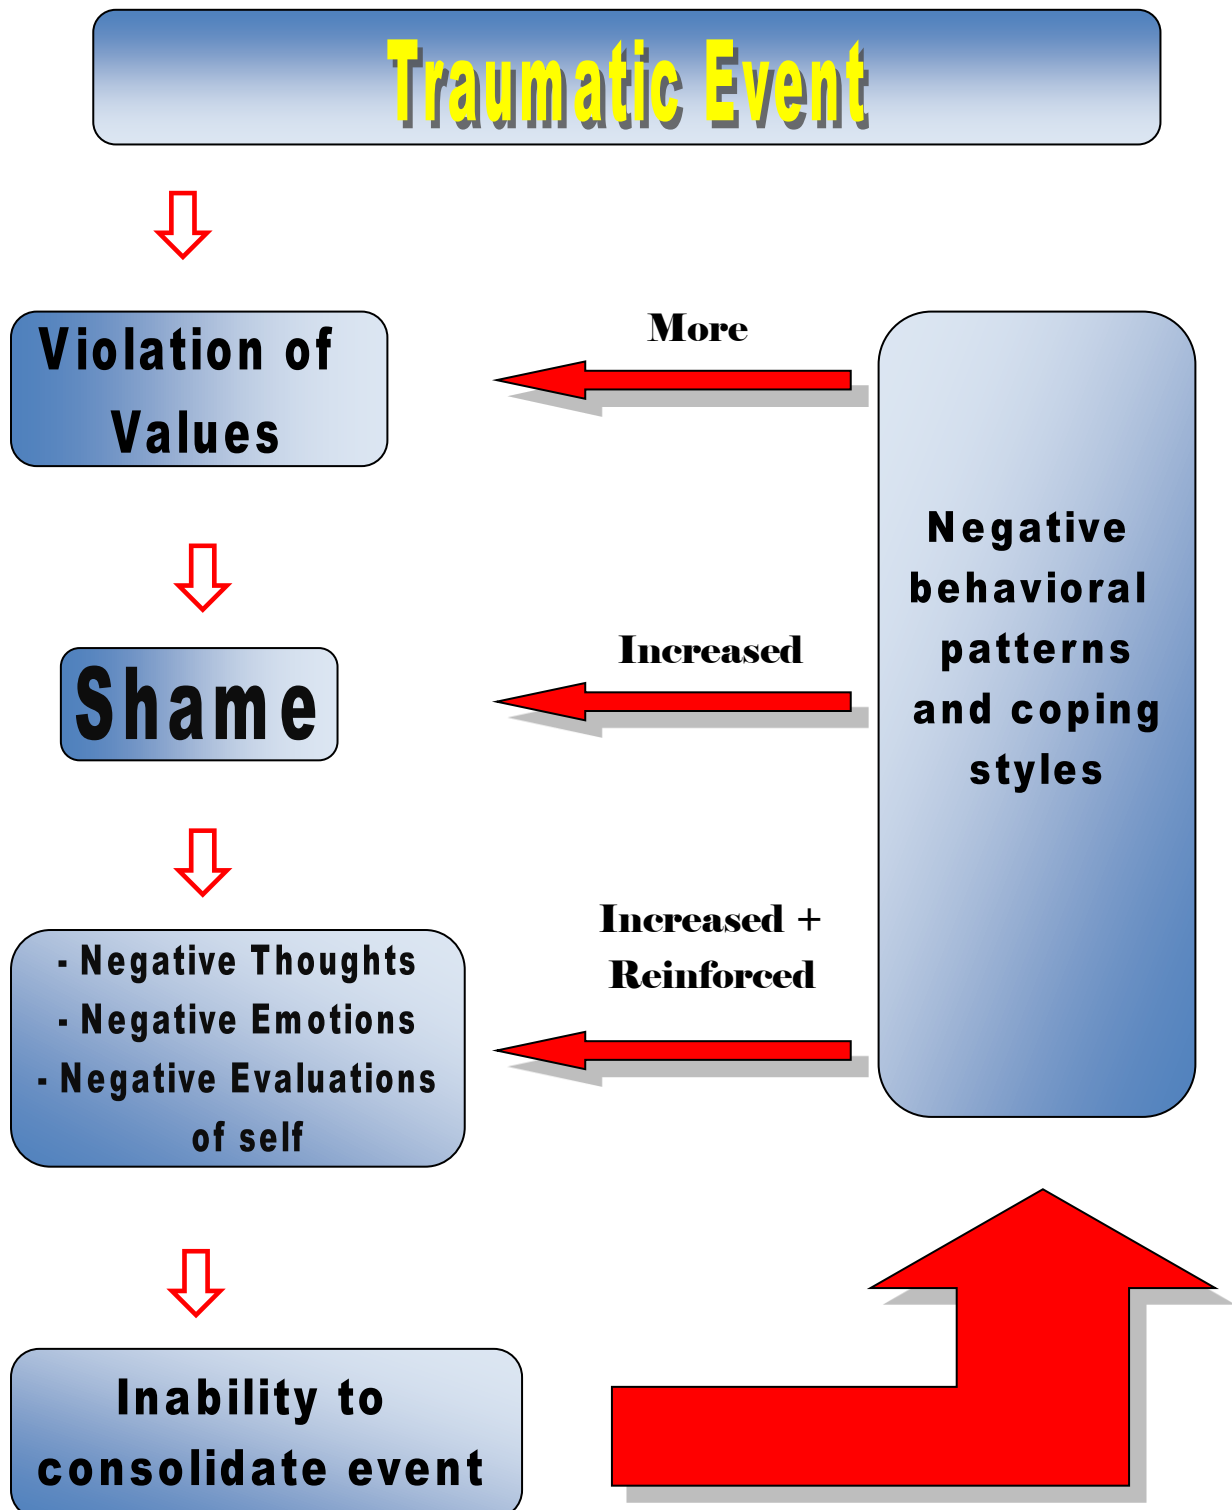 Traumatic Event
More
Violation of
Values
Negative
behavioral
patterns
and coping
styles
Increased
Shame
Increased +
Reinforced
- Negative Thoughts
- Negative Emotions
- Negative Evaluations
of self
Inability to
consolidate event